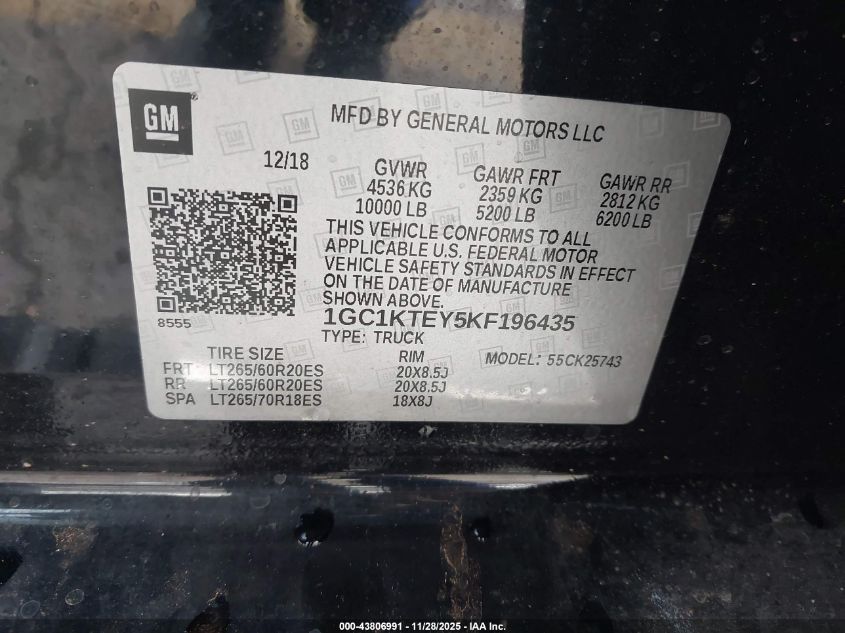 GM
MFD BY GENERAL MOTORS LLC
12/18
GVWR
4536 KG
10000 LB
GAWR FRT
2359 KG
5200 LB
GAWR RR
2812 KG
6200 LB
THIS VEHICLE CONFORMS TO ALL
APPLICABLE U.S. FEDERAL MOTOR
VEHICLE SAFETY STANDARDS IN EFFECT
ON THE DATE OF MANUFACTURE
SHOWN ABOVE.
8555
1GC1KTEY5KF196435
TYPE: TRUCK
MODEL: 55CK25743
TIRE SIZE RIM
FRT LT265/60R20ES 20X8.5J
RR LT265/60R20ES 20X8.5J
SPA LT265/70R18ES 18X8J
000-43806991 - 11/28/2025 - IAA Inc.